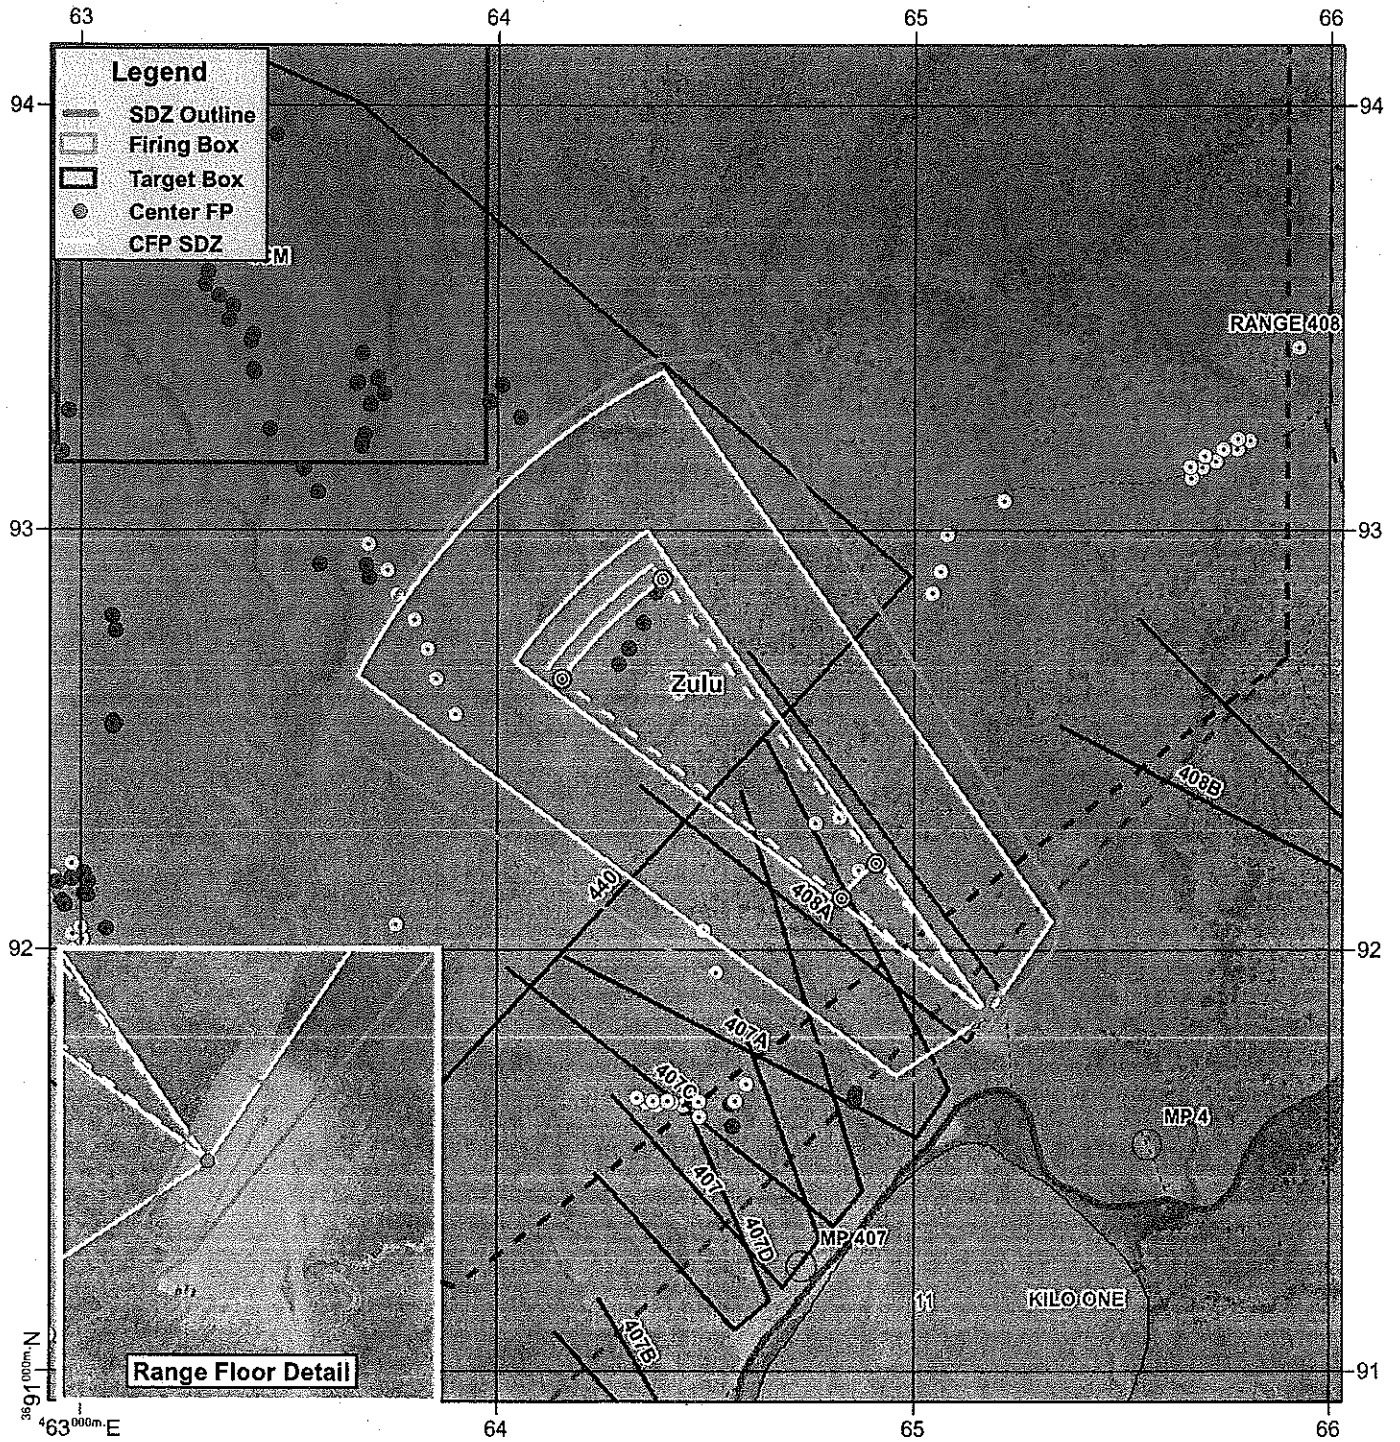 63 64 65 66
Legend
SDZ Outline
Firing Box
Target Box
Center FP
CFP SDZ
94 94
RANGE 408
93 93
Zulu
408B
440
408A
92 92
407A
407C
MP 4
407
407D
MP 407
11
KILO ONE
407B
Range Floor Detail
3691000m.N
91
463000m.E
64 65 66